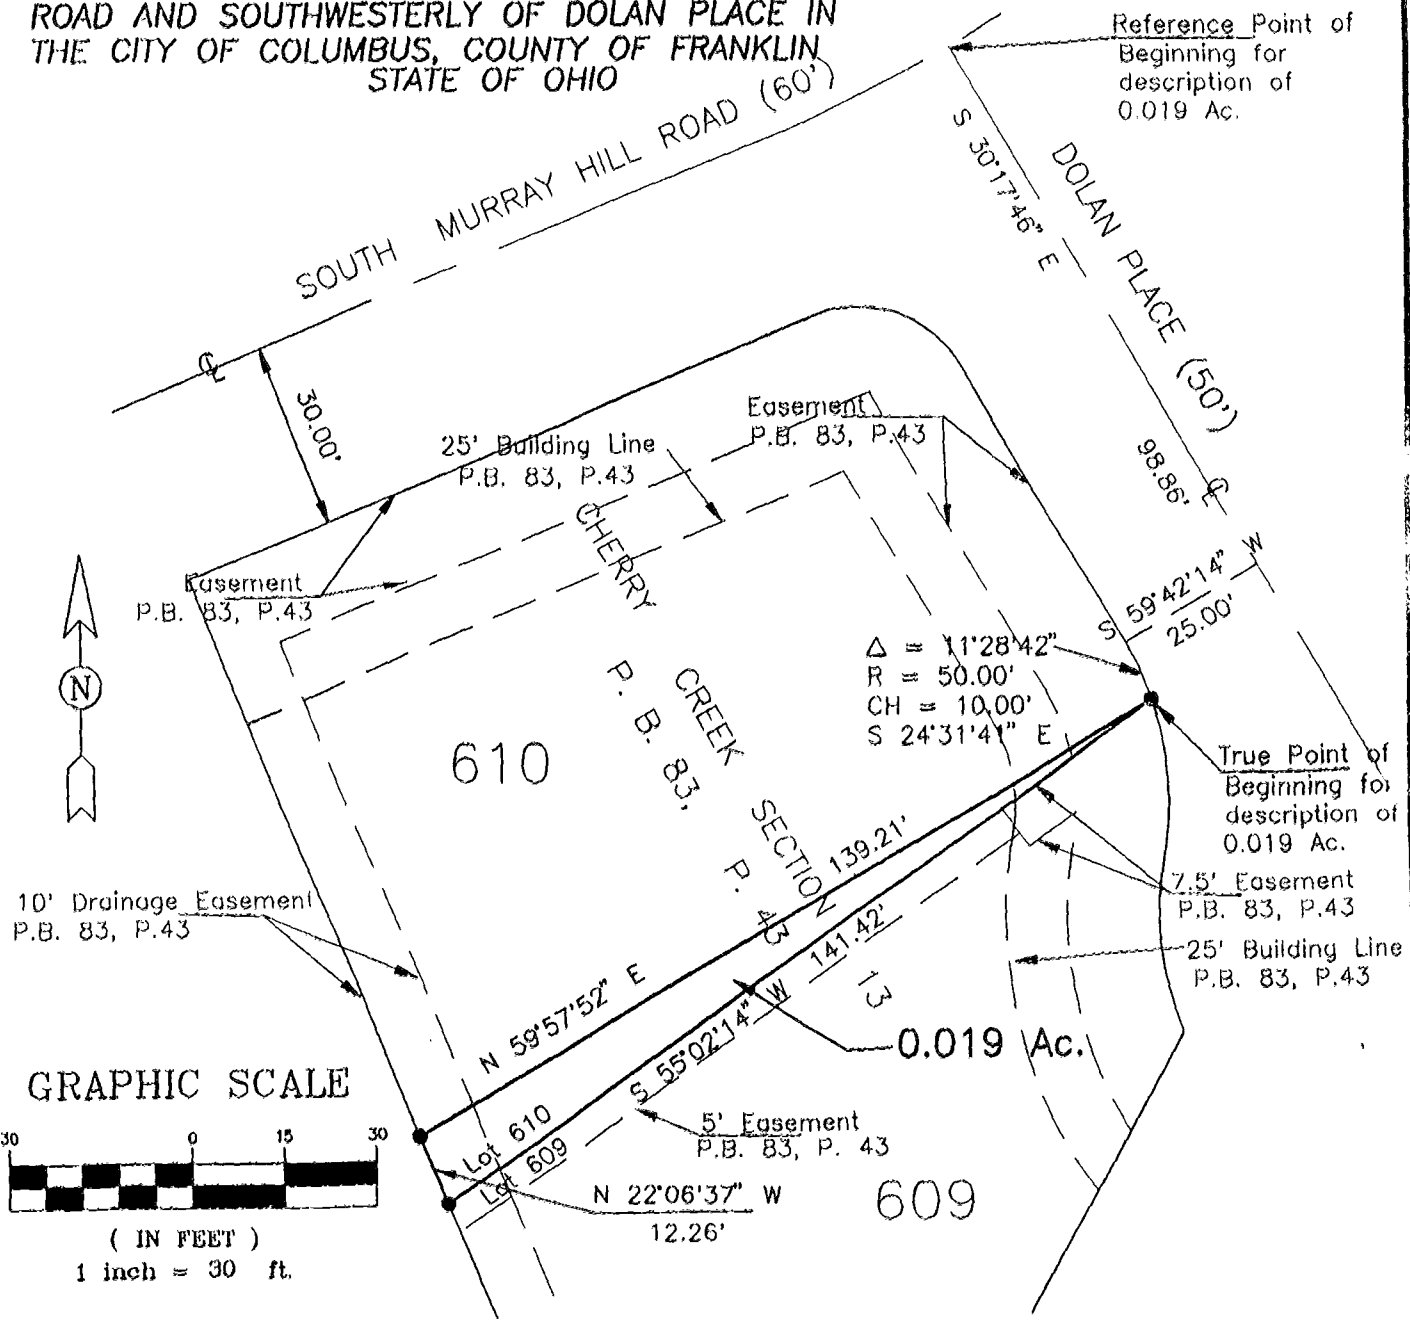 ROAD AND SOUTHWESTERLY OF DOLAN PLACE IN
THE CITY OF COLUMBUS, COUNTY OF FRANKLIN,
STATE OF OHIO
Reference Point of
Beginning for
description of
0.019 Ac.
SOUTH MURRAY HILL ROAD (60')
S 30°17'46" E
DOLAN PLACE (50')
98.86'
℄
℄
30.00'
25' Building Line
P.B. 83, P.43
Easement
P.B. 83, P.43
Easement
P.B. 83, P.43
S 59°42'14" W
25.00'
Δ = 11°28'42"
R = 50.00'
CH = 10.00'
S 24°31'41" E
CHERRY CREEK SECTION 13
P. B. 83, P. 43
N
610
True Point of
Beginning for
description of
0.019 Ac.
139.21'
N 59°57'52" E
141.42'
S 55°02'14" W
7.5' Easement
P.B. 83, P.43
25' Building Line
P.B. 83, P.43
10' Drainage Easement
P.B. 83, P.43
0.019 Ac.
Lot 610
Lot 609
5' Easement
P.B. 83, P. 43
N 22°06'37" W
12.26'
609
GRAPHIC SCALE
30 0 15 30
( IN FEET )
1 inch = 30 ft.